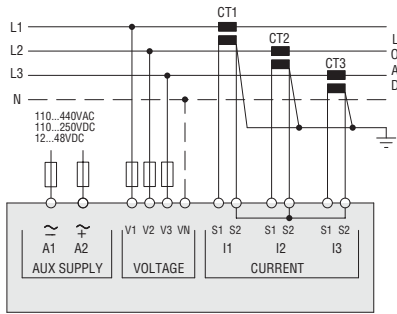 CT1
L1
CT2
L2
CT3
L3
N
LOAD
110...440VAC
110...250VDC
12...48VDC
V1 V2 V3 VN
S1 S2 S1 S2 S1 S2
A1 A2
I1 I2 I3
AUX SUPPLY VOLTAGE CURRENT